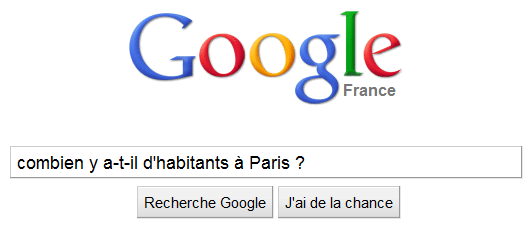 Google
France
combien y a-t-il d'habitants à Paris ?
Recherche Google
J'ai de la chance